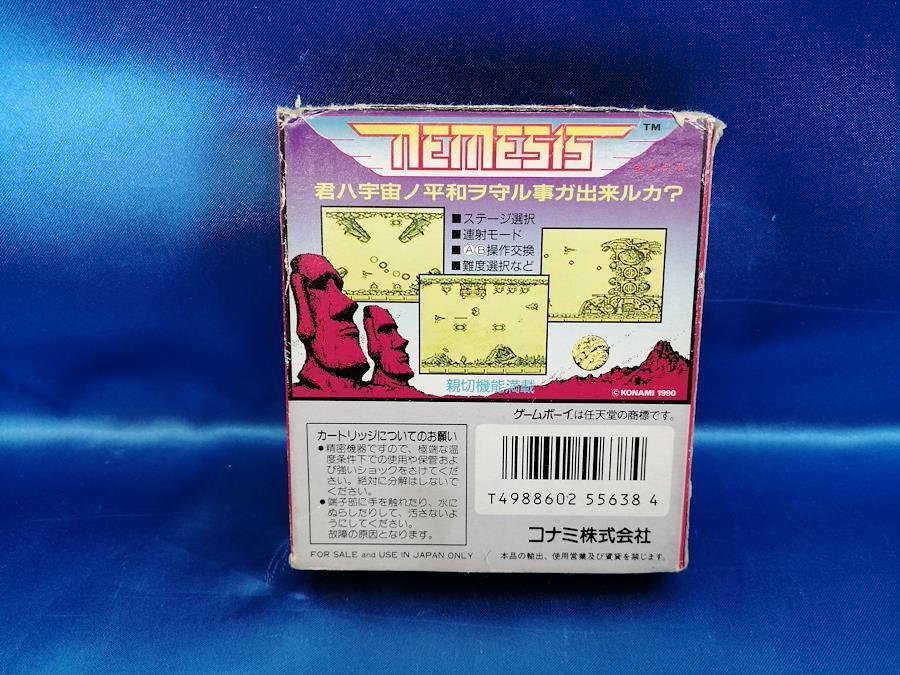 NEMESIS
TM
君ハ宇宙ノ平和ヲ守ル事ガ出来ルカ?
■ステージ選択
■連射モード
■ⒶⒷ操作交換
■難度選択など
親切機能満載
© KONAMI 1990
ゲームボーイは任天堂の商標です。
カートリッジについてのお願い
●精密機器ですので、極端な温
度条件下での使用や保管およ
び強いショックをさけてくだ
さい。絶対に分解はしないで
ください。
●端子部に手を触れたり、水に
ぬらしたりして、汚さないよ
うにしてください。
故障の原因となります。
T4988602 55638 4
コナミ株式会社
FOR SALE and USE IN JAPAN ONLY / 本品の輸出、使用営業及び賃貸を禁じます。